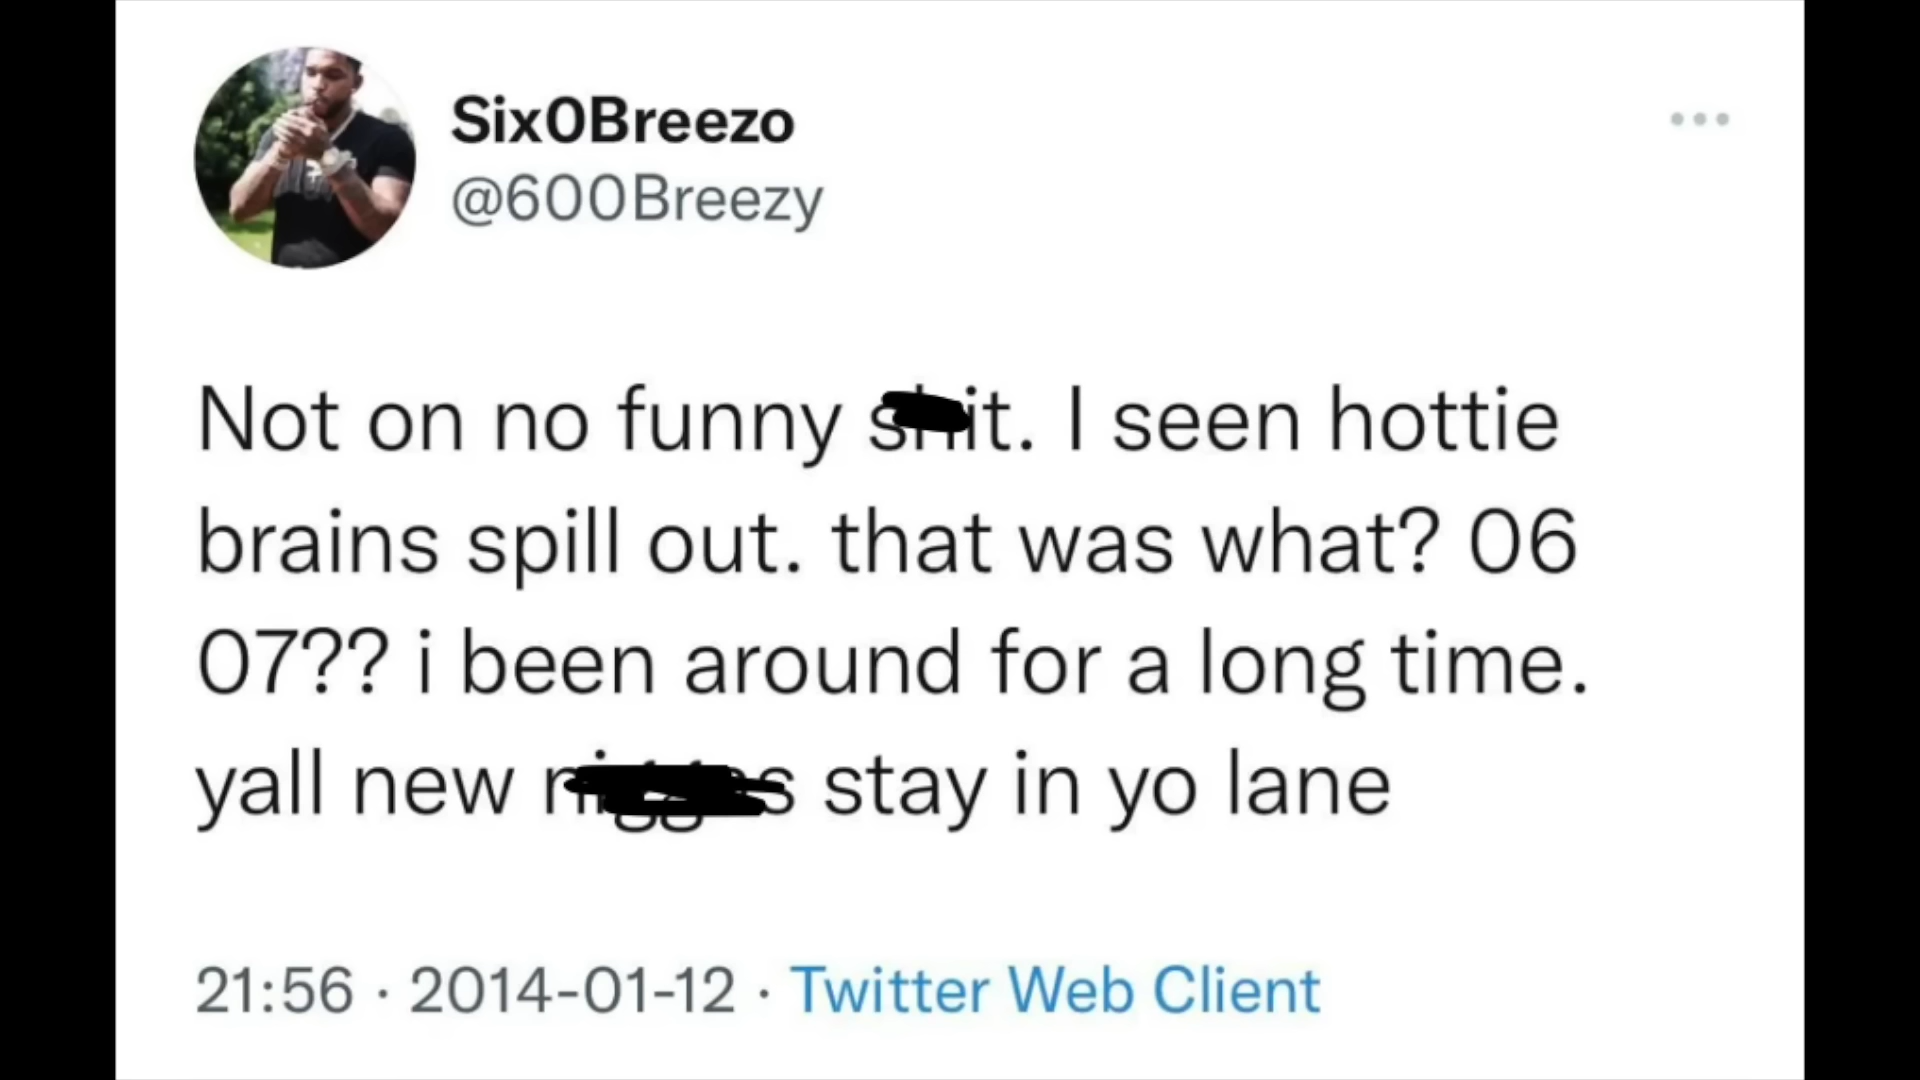 Six0Breezo
@600Breezy
Not on no funny shit. I seen hottie
brains spill out. that was what? 06
07?? i been around for a long time.
yall new niggas stay in yo lane
21:56 · 2014-01-12 · Twitter Web Client